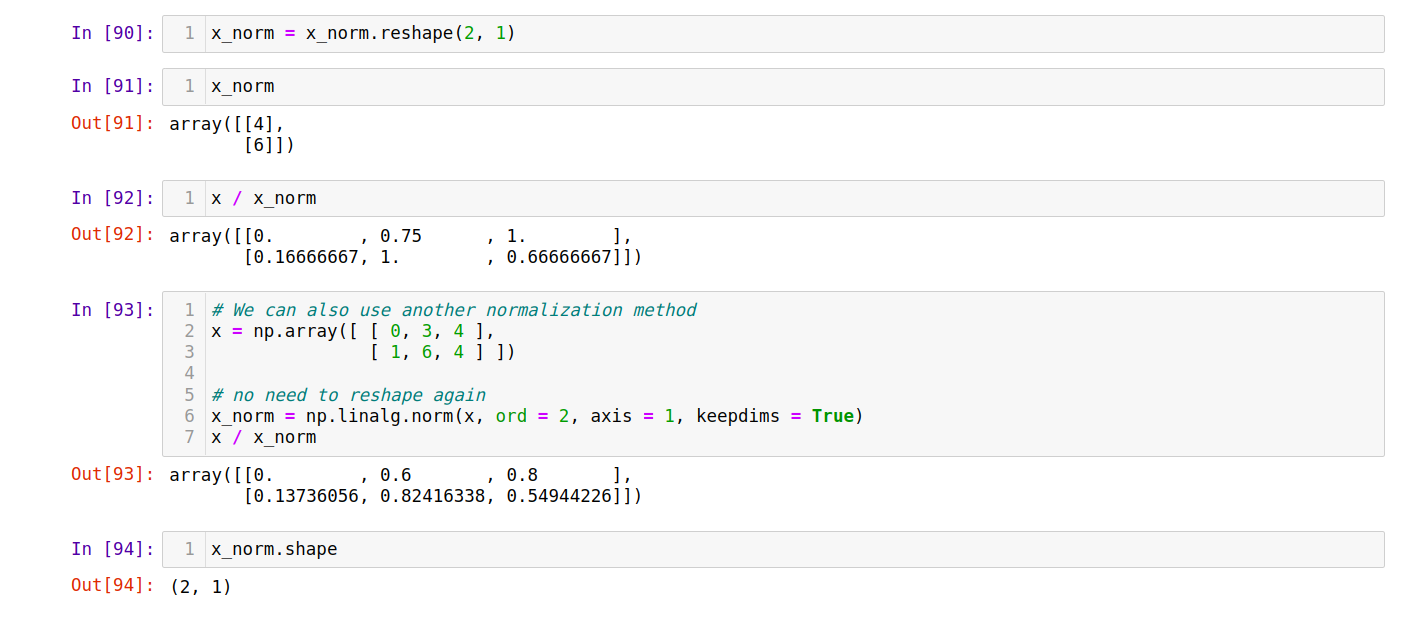 In [90]: 1 x_norm = x_norm.reshape(2, 1)
In [91]: 1 x_norm
Out[91]: array([[4],
       [6]])
In [92]: 1 x / x_norm
Out[92]: array([[0.        , 0.75      , 1.        ],
       [0.16666667, 1.        , 0.66666667]])
In [93]: 1 # We can also use another normalization method
2 x = np.array([ [ 0, 3, 4 ],
3                [ 1, 6, 4 ] ])
4
5 # no need to reshape again
6 x_norm = np.linalg.norm(x, ord = 2, axis = 1, keepdims = True)
7 x / x_norm
Out[93]: array([[0.        , 0.6       , 0.8       ],
       [0.13736056, 0.82416338, 0.54944226]])
In [94]: 1 x_norm.shape
Out[94]: (2, 1)